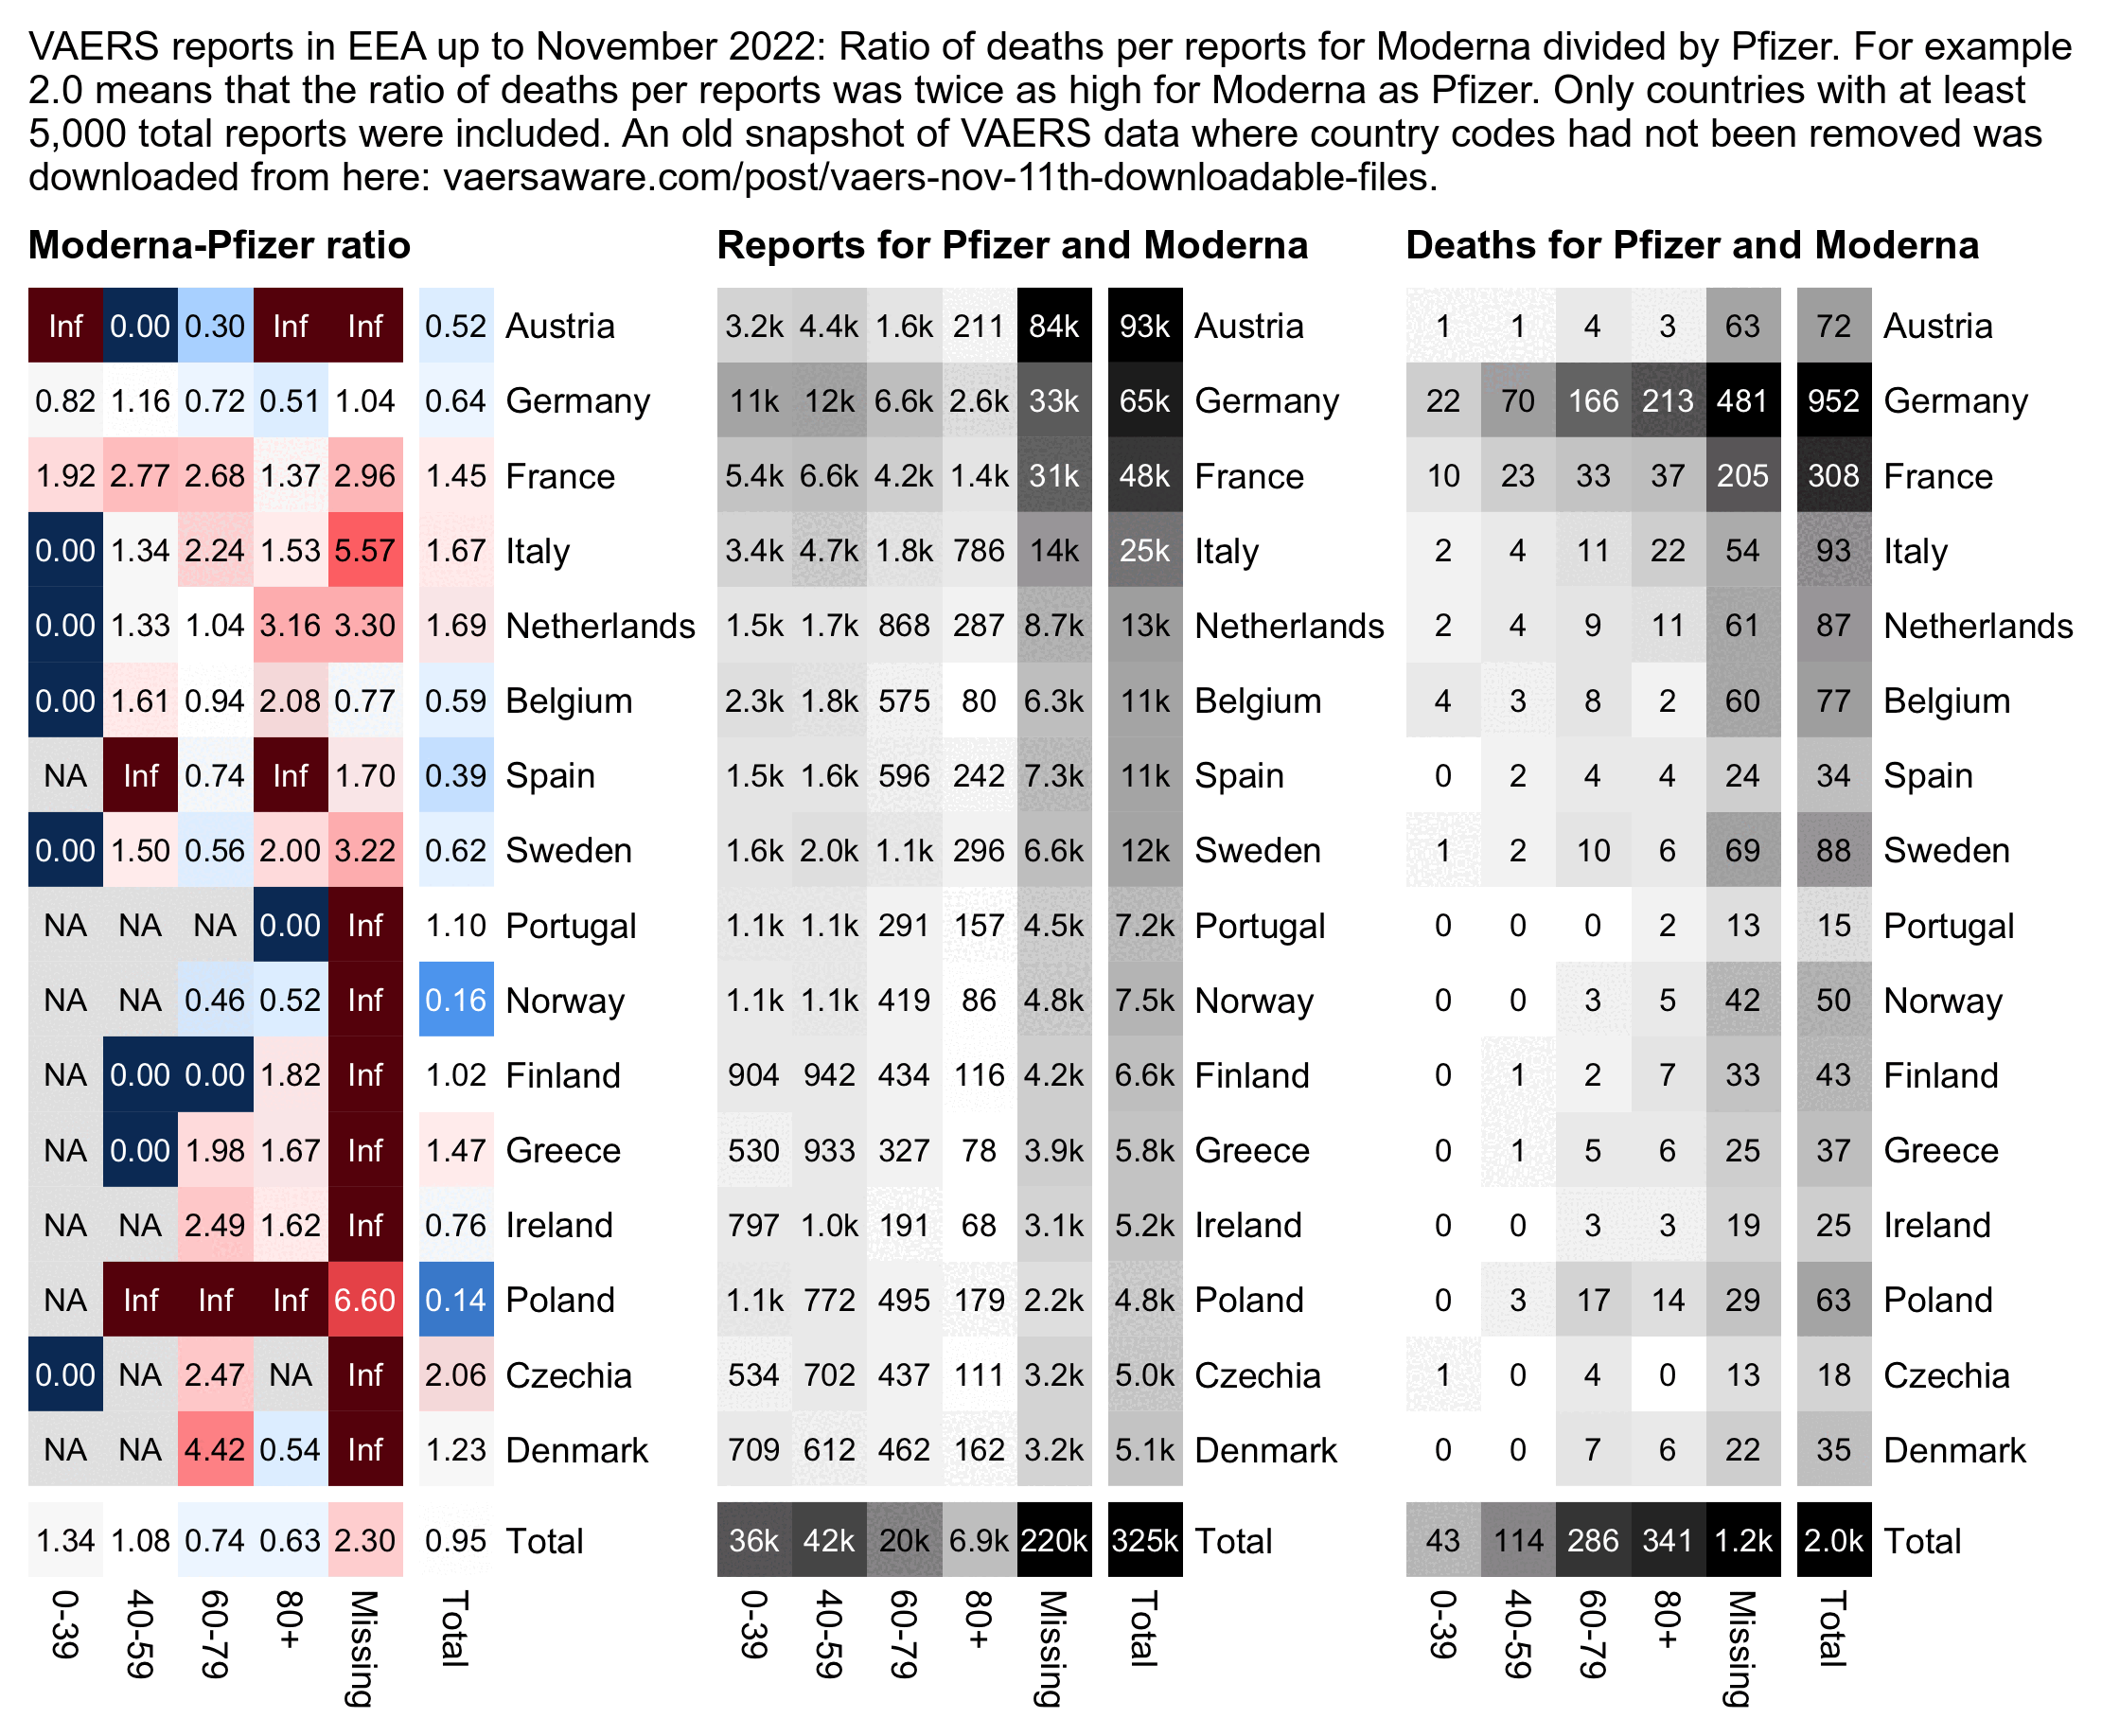 VAERS reports in EEA up to November 2022: Ratio of deaths per reports for Moderna divided by Pfizer. For example
2.0 means that the ratio of deaths per reports was twice as high for Moderna as Pfizer. Only countries with at least
5,000 total reports were included. An old snapshot of VAERS data where country codes had not been removed was
downloaded from here: vaersaware.com/post/vaers-nov-11th-downloadable-files.
Moderna-Pfizer ratio
Inf 0.00 0.30 Inf Inf 0.52 Austria
0.82 1.16 0.72 0.51 1.04 0.64 Germany
1.92 2.77 2.68 1.37 2.96 1.45 France
0.00 1.34 2.24 1.53 5.57 1.67 Italy
0.00 1.33 1.04 3.16 3.30 1.69 Netherlands
0.00 1.61 0.94 2.08 0.77 0.59 Belgium
NA Inf 0.74 Inf 1.70 0.39 Spain
0.00 1.50 0.56 2.00 3.22 0.62 Sweden
NA NA NA 0.00 Inf 1.10 Portugal
NA NA 0.46 0.52 Inf 0.16 Norway
NA 0.00 0.00 1.82 Inf 1.02 Finland
NA 0.00 1.98 1.67 Inf 1.47 Greece
NA NA 2.49 1.62 Inf 0.76 Ireland
NA Inf Inf Inf 6.60 0.14 Poland
0.00 NA 2.47 NA Inf 2.06 Czechia
NA NA 4.42 0.54 Inf 1.23 Denmark
1.34 1.08 0.74 0.63 2.30 0.95 Total
0-39 40-59 60-79 80+ Missing Total
Reports for Pfizer and Moderna
3.2k 4.4k 1.6k 211 84k 93k Austria
11k 12k 6.6k 2.6k 33k 65k Germany
5.4k 6.6k 4.2k 1.4k 31k 48k France
3.4k 4.7k 1.8k 786 14k 25k Italy
1.5k 1.7k 868 287 8.7k 13k Netherlands
2.3k 1.8k 575 80 6.3k 11k Belgium
1.5k 1.6k 596 242 7.3k 11k Spain
1.6k 2.0k 1.1k 296 6.6k 12k Sweden
1.1k 1.1k 291 157 4.5k 7.2k Portugal
1.1k 1.1k 419 86 4.8k 7.5k Norway
904 942 434 116 4.2k 6.6k Finland
530 933 327 78 3.9k 5.8k Greece
797 1.0k 191 68 3.1k 5.2k Ireland
1.1k 772 495 179 2.2k 4.8k Poland
534 702 437 111 3.2k 5.0k Czechia
709 612 462 162 3.2k 5.1k Denmark
36k 42k 20k 6.9k 220k 325k Total
0-39 40-59 60-79 80+ Missing Total
Deaths for Pfizer and Moderna
1 1 4 3 63 72 Austria
22 70 166 213 481 952 Germany
10 23 33 37 205 308 France
2 4 11 22 54 93 Italy
2 4 9 11 61 87 Netherlands
4 3 8 2 60 77 Belgium
0 2 4 4 24 34 Spain
1 2 10 6 69 88 Sweden
0 0 0 2 13 15 Portugal
0 0 3 5 42 50 Norway
0 1 2 7 33 43 Finland
0 1 5 6 25 37 Greece
0 0 3 3 19 25 Ireland
0 3 17 14 29 63 Poland
1 0 4 0 13 18 Czechia
0 0 7 6 22 35 Denmark
43 114 286 341 1.2k 2.0k Total
0-39 40-59 60-79 80+ Missing Total